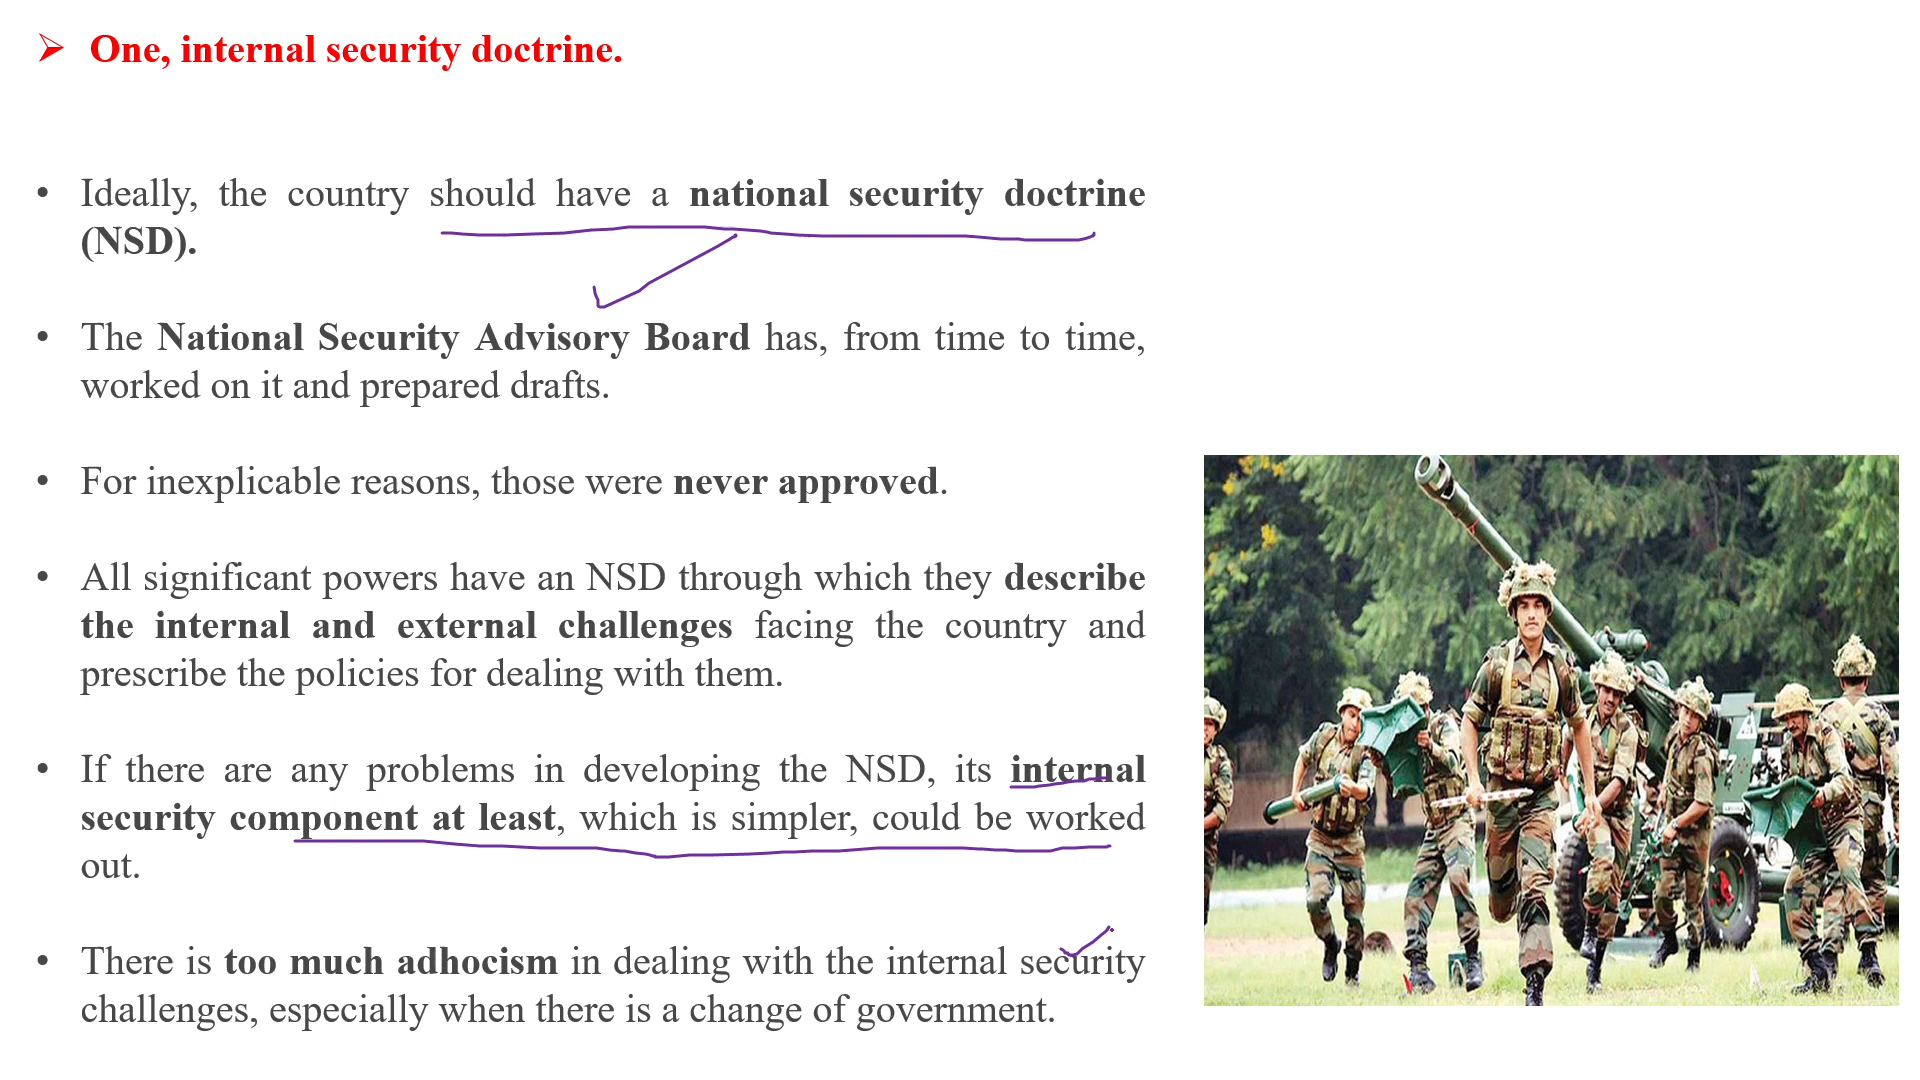 ➢ One, internal security doctrine.
• Ideally, the country should have a national security doctrine
(NSD).
• The National Security Advisory Board has, from time to time,
worked on it and prepared drafts.
• For inexplicable reasons, those were never approved.
• All significant powers have an NSD through which they describe
the internal and external challenges facing the country and
prescribe the policies for dealing with them.
• If there are any problems in developing the NSD, its internal
security component at least, which is simpler, could be worked
out.
• There is too much adhocism in dealing with the internal security
challenges, especially when there is a change of government.